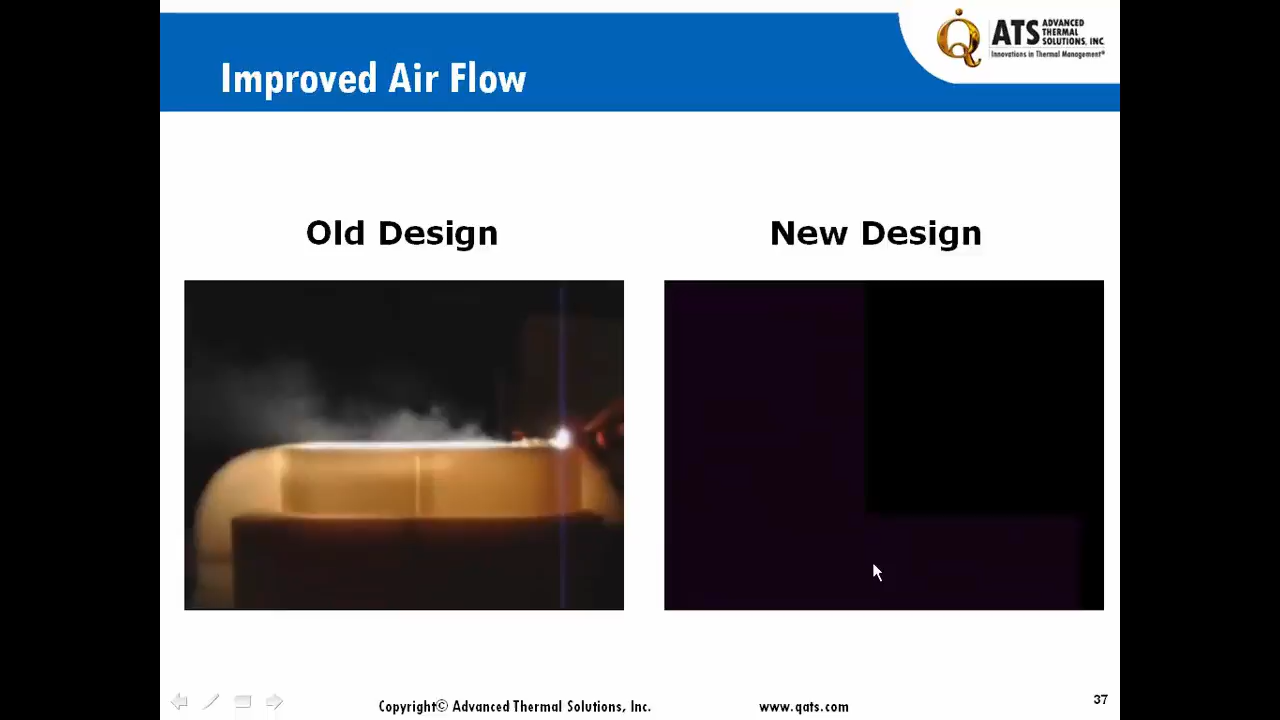 Improved Air Flow
ATS ADVANCED THERMAL SOLUTIONS, INC.
Innovations in Thermal Management®
Old Design
New Design
Copyright© Advanced Thermal Solutions, Inc.
www.qats.com
37